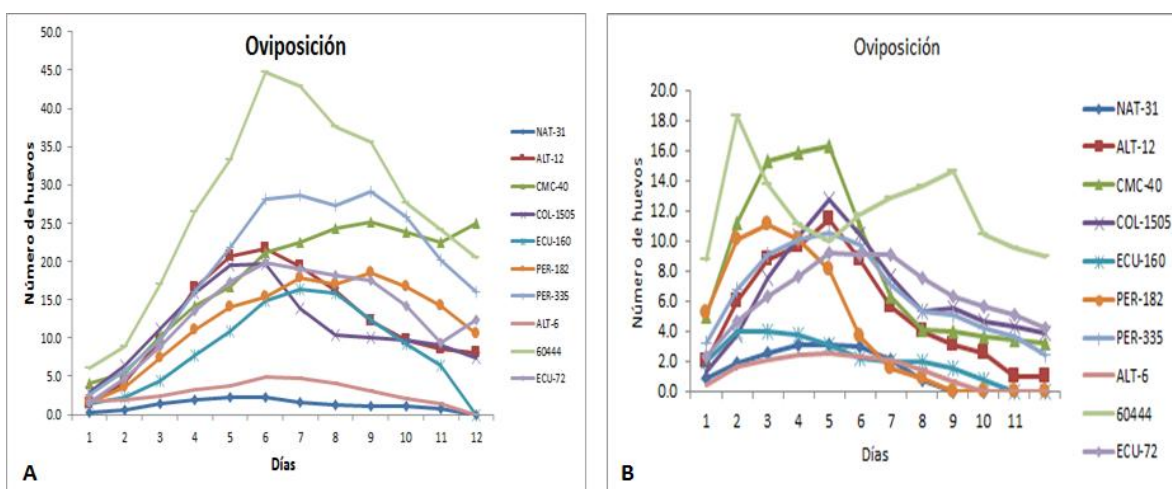 Oviposición
Número de huevos
50.0
45.0
40.0
35.0
30.0
25.0
20.0
15.0
10.0
5.0
0.0
1 2 3 4 5 6 7 8 9 10 11 12
Días
NAT-31
ALT-12
CMC-40
COL-1505
ECU-160
PER-182
PER-335
ALT-6
60444
ECU-72
A
Oviposición
Número de huevos
20.0
18.0
16.0
14.0
12.0
10.0
8.0
6.0
4.0
2.0
0.0
1 2 3 4 5 6 7 8 9 10 11
Días
NAT-31
ALT-12
CMC-40
COL-1505
ECU-160
PER-182
PER-335
ALT-6
60444
ECU-72
B